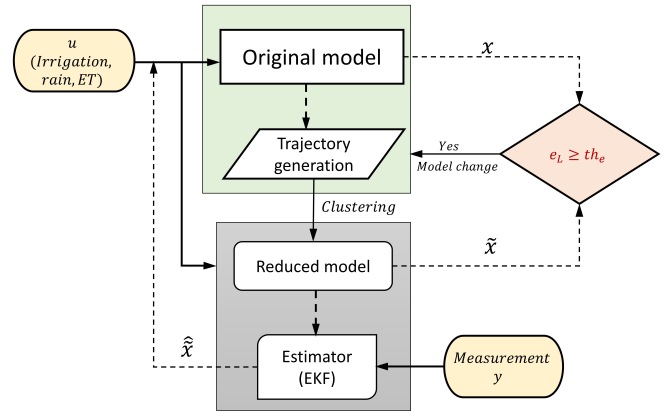 u
(Irrigation,
rain, ET)
Original model
x
Trajectory
generation
Yes
Model change
e_L ≥ th_e
Clustering
Reduced model
x̃
x̃̂
Estimator
(EKF)
Measurement
y